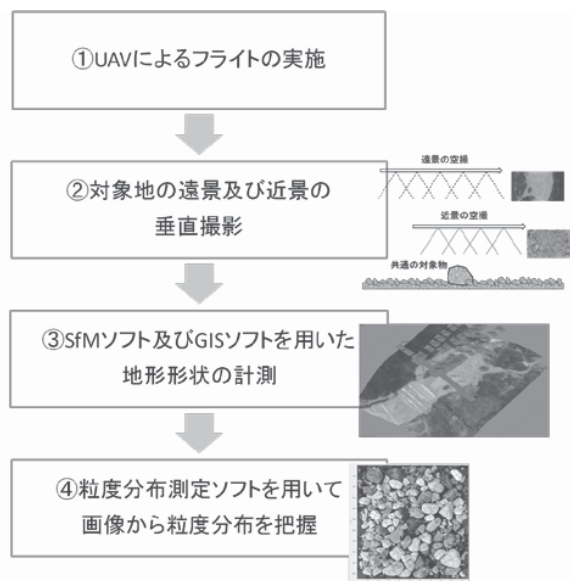 ①UAVによるフライトの実施
②対象地の遠景及び近景の
垂直撮影
遠景の空撮
近景の空撮
共通の対象物
③SfMソフト及びGISソフトを用いた
地形形状の計測
④粒度分布測定ソフトを用いて
画像から粒度分布を把握